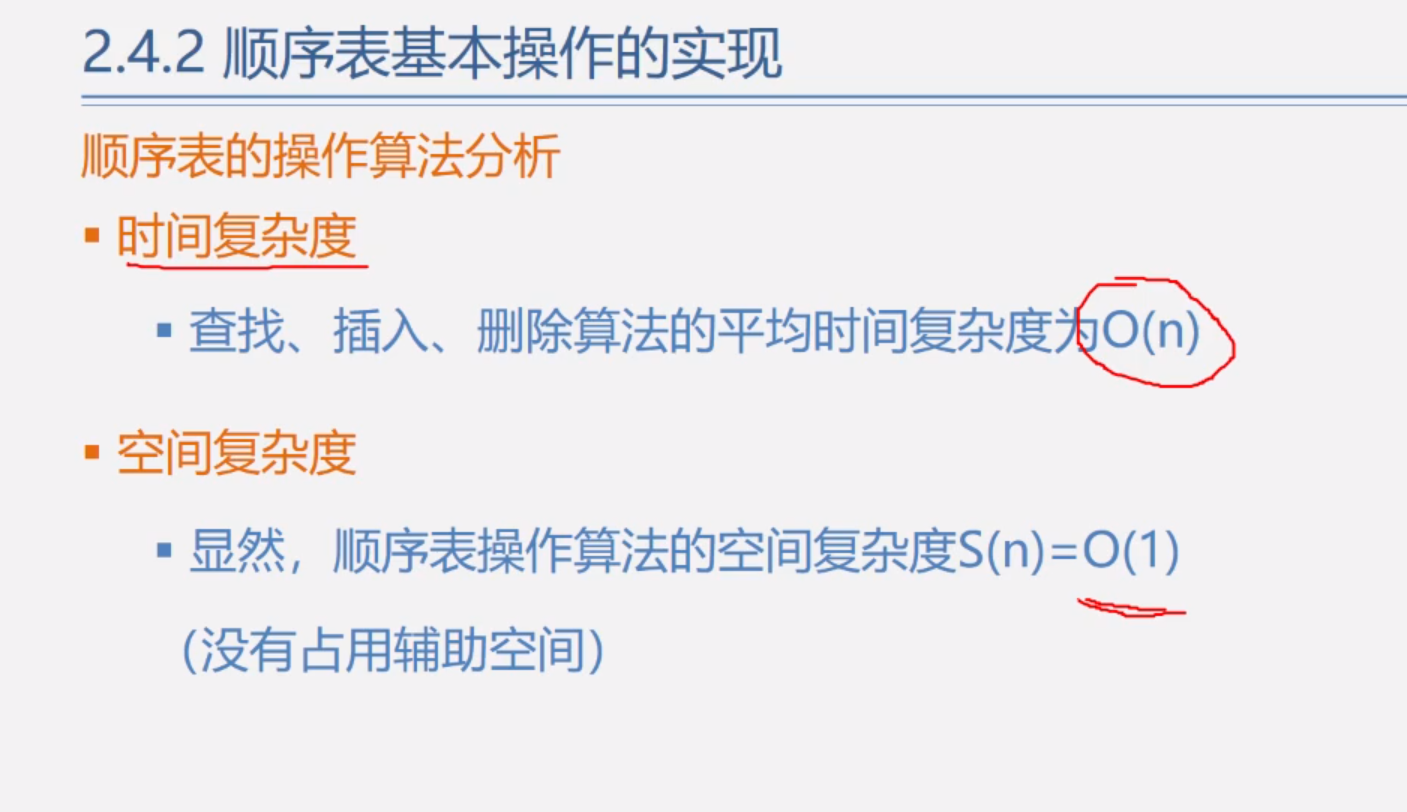 2.4.2 顺序表基本操作的实现
顺序表的操作算法分析
▪ 时间复杂度
▪ 查找、插入、删除算法的平均时间复杂度为O(n)
▪ 空间复杂度
▪ 显然，顺序表操作算法的空间复杂度S(n)=O(1)
（没有占用辅助空间）